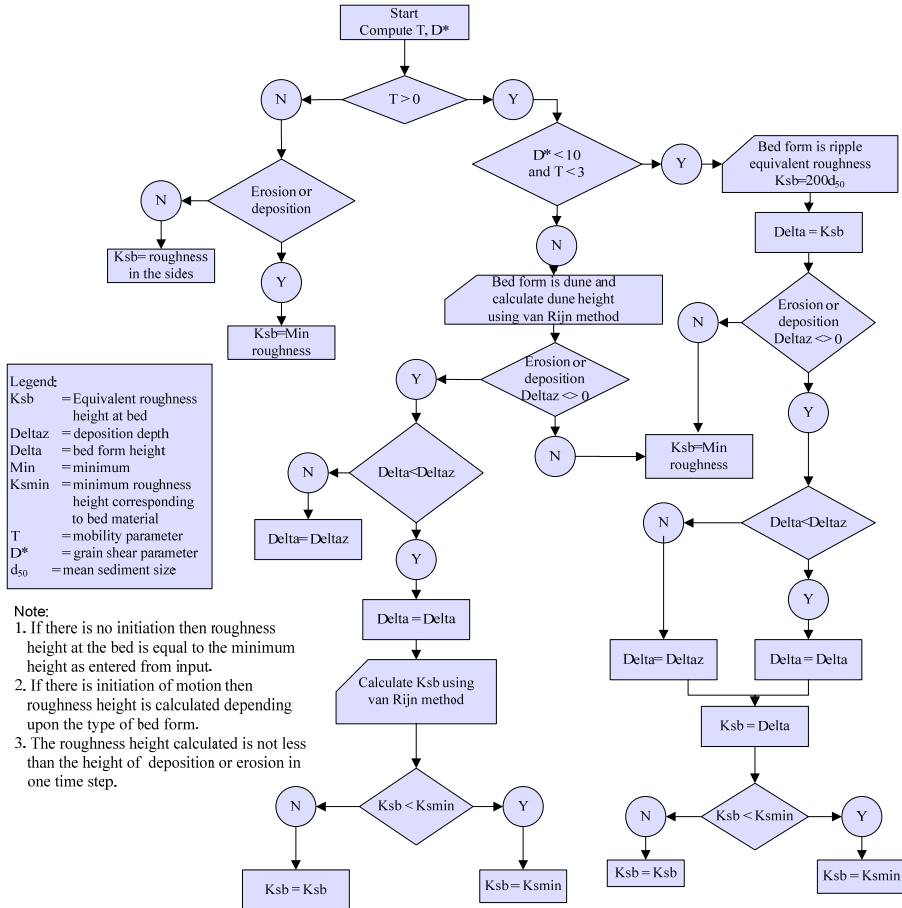 Start
Compute T, D*
T > 0
N
Y
D* < 10
and T < 3
Y
Bed form is ripple
equivalent roughness
Ksb=200d₅₀
Erosion or
deposition
N
Ksb= roughness
in the sides
Y
Ksb=Min
roughness
N
Delta = Ksb
Bed form is dune and
calculate dune height
using van Rijn method
Erosion or
deposition
Deltaz <> 0
N
Y
Erosion or
deposition
Deltaz <> 0
Y
N
Ksb=Min
roughness
Delta<Deltaz
N
Delta= Deltaz
Y
Delta = Delta
Calculate Ksb using
van Rijn method
Ksb < Ksmin
N
Y
Ksb = Ksb
Ksb = Ksmin
Delta<Deltaz
N
Y
Delta= Deltaz
Delta = Delta
Ksb = Delta
Ksb < Ksmin
N
Y
Ksb = Ksb
Ksb = Ksmin
Legend:
Ksb = Equivalent roughness
height at bed
Deltaz = deposition depth
Delta = bed form height
Min = minimum
Ksmin = minimum roughness
height corresponding
to bed material
T = mobility parameter
D* = grain shear parameter
d₅₀ = mean sediment size
Note:
1. If there is no initiation then roughness
height at the bed is equal to the minimum
height as entered from input.
2. If there is initiation of motion then
roughness height is calculated depending
upon the type of bed form.
3. The roughness height calculated is not less
than the height of deposition or erosion in
one time step.